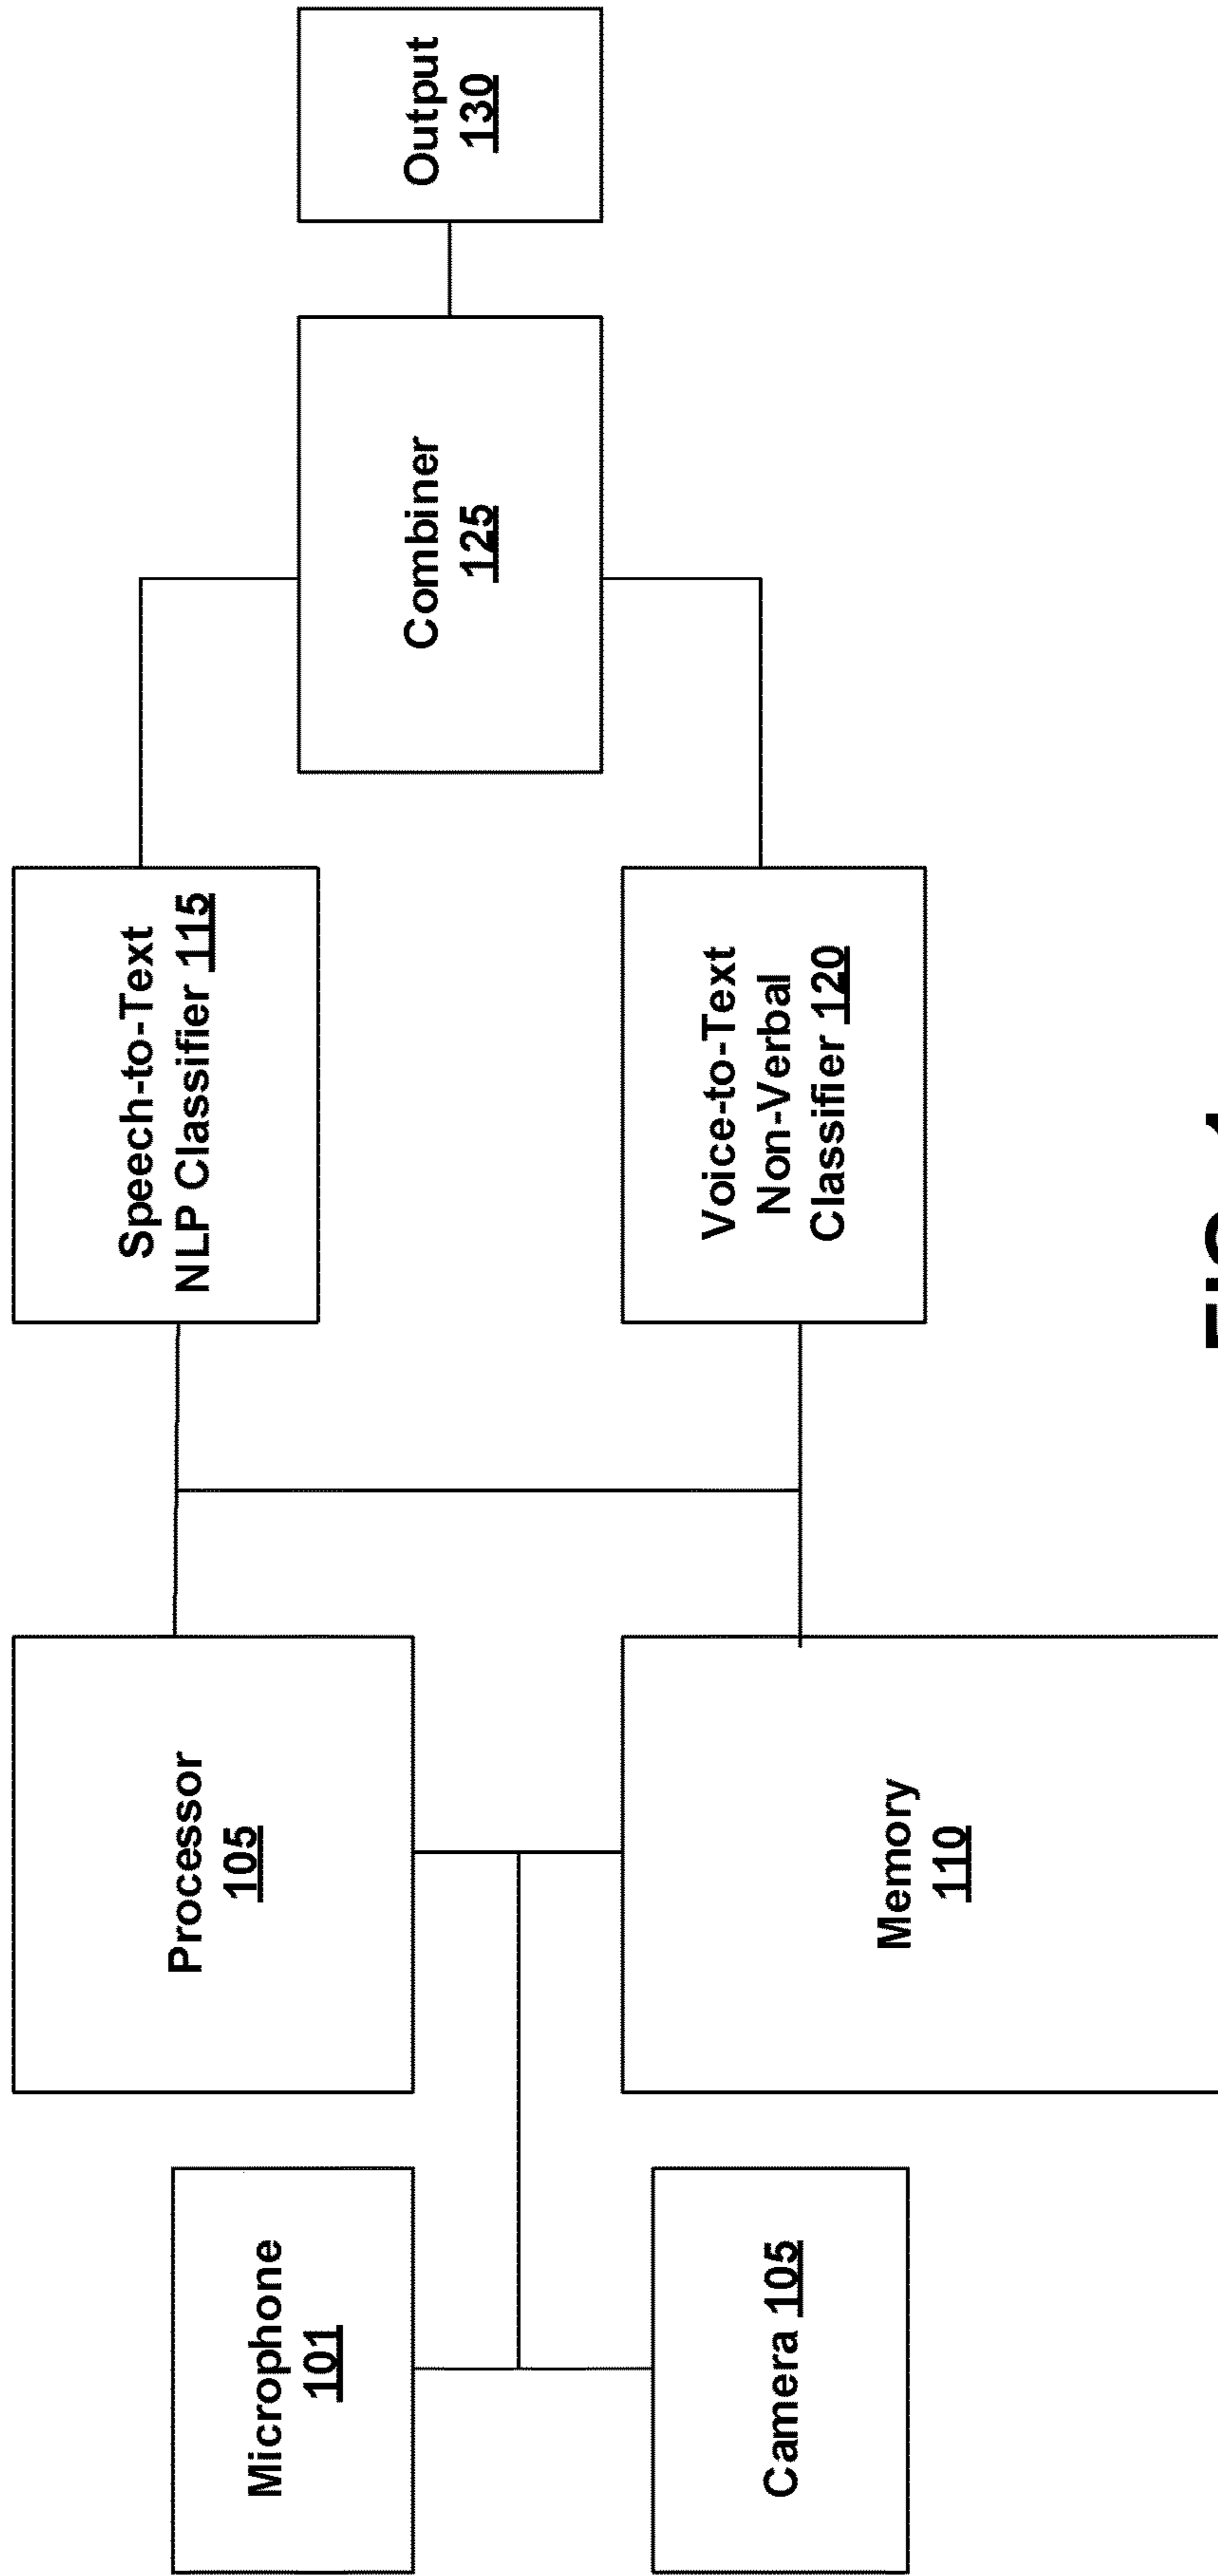 Microphone
101
Camera 105
Processor
105
Memory
110
Speech-to-Text
NLP Classifier 115
Voice-to-Text
Non-Verbal
Classifier 120
Combiner
125
Output
130